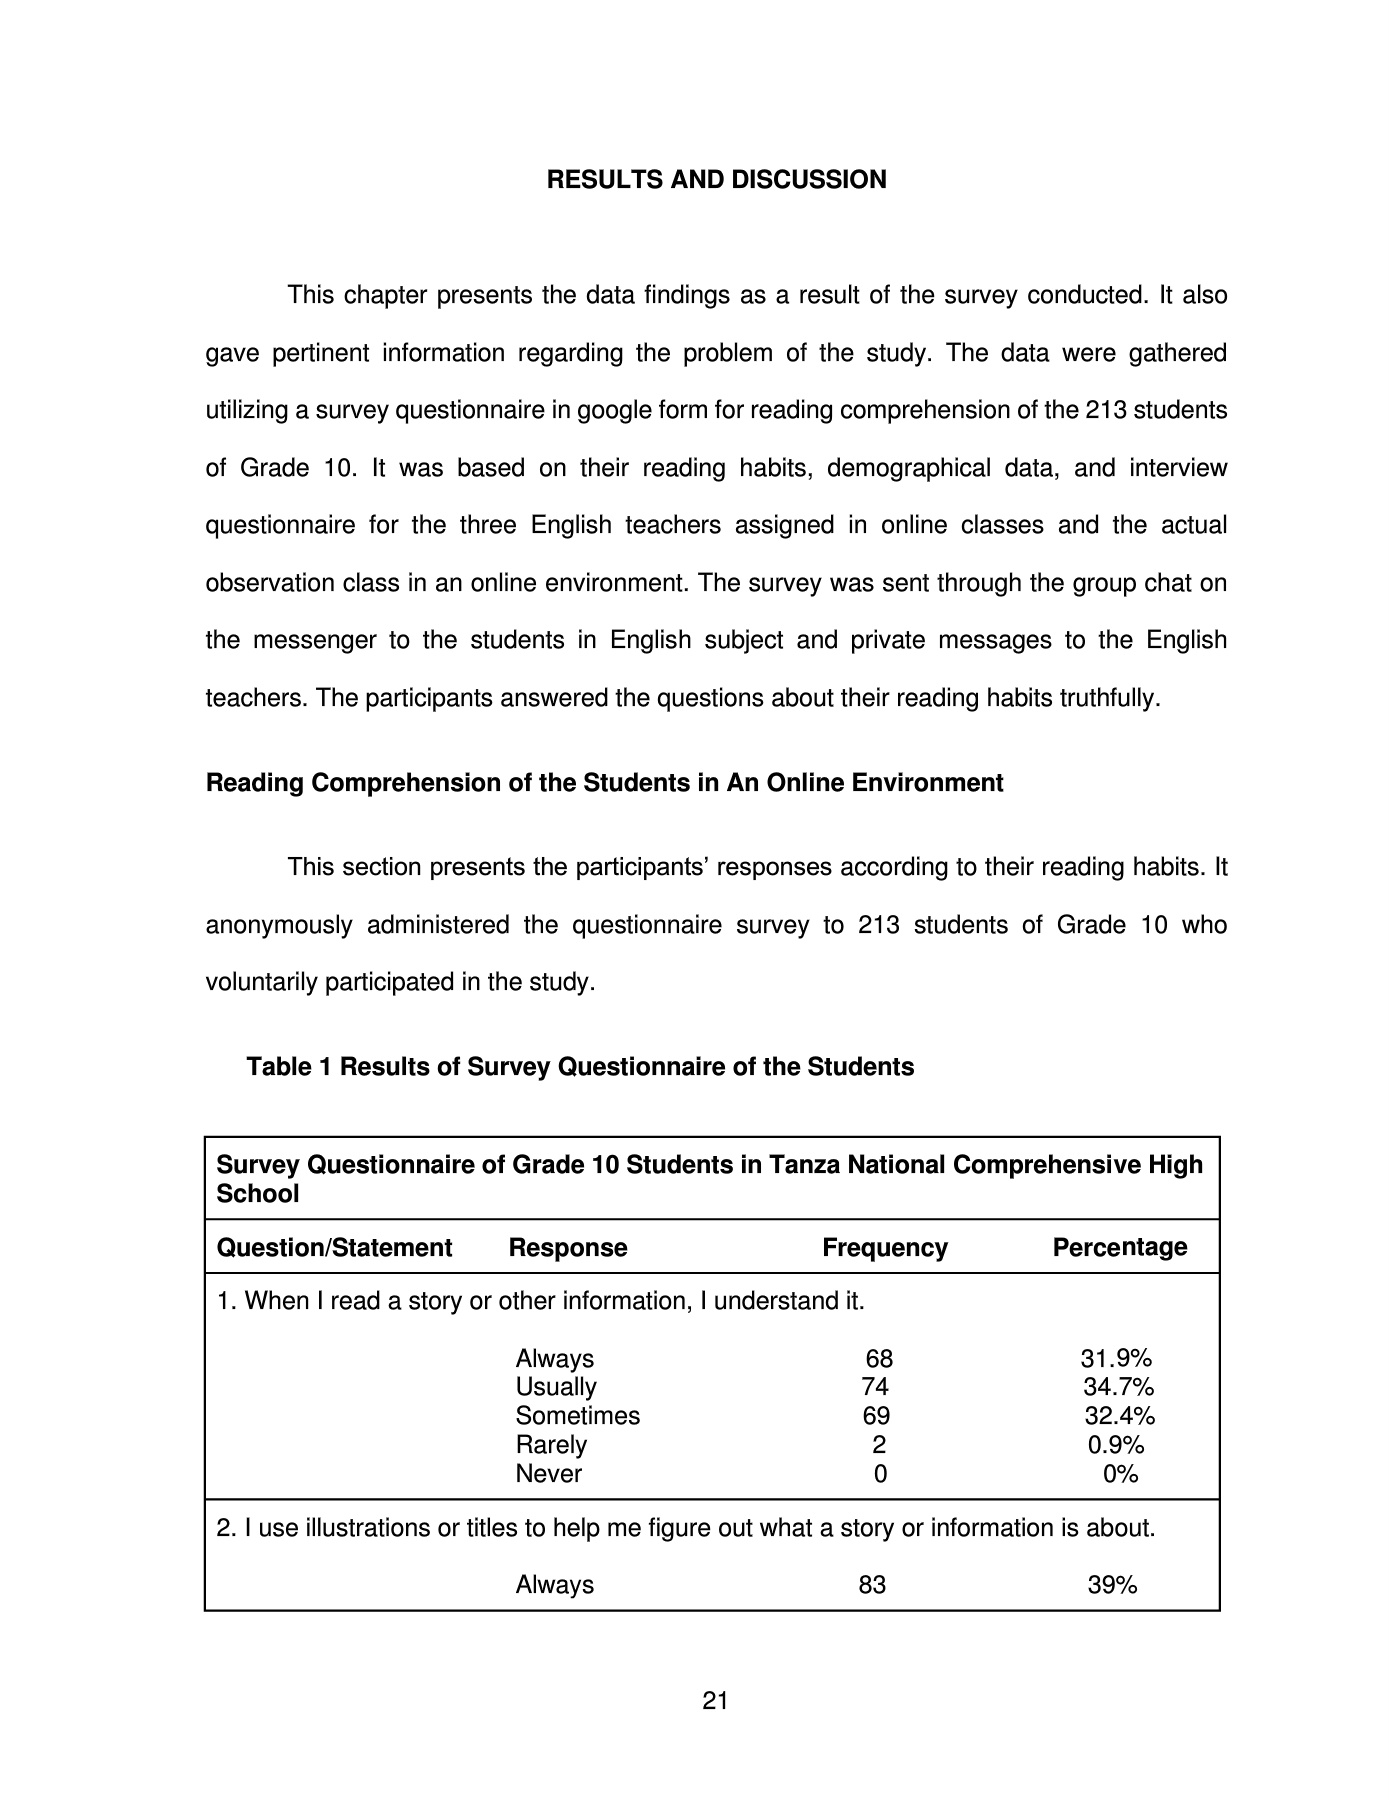 RESULTS AND DISCUSSION
This chapter presents the data findings as a result of the survey conducted. It also
gave pertinent information regarding the problem of the study. The data were gathered
utilizing a survey questionnaire in google form for reading comprehension of the 213 students
of Grade 10. It was based on their reading habits, demographical data, and interview
questionnaire for the three English teachers assigned in online classes and the actual
observation class in an online environment. The survey was sent through the group chat on
the messenger to the students in English subject and private messages to the English
teachers. The participants answered the questions about their reading habits truthfully.
Reading Comprehension of the Students in An Online Environment
This section presents the participants’ responses according to their reading habits. It
anonymously administered the questionnaire survey to 213 students of Grade 10 who
voluntarily participated in the study.
Table 1 Results of Survey Questionnaire of the Students
Survey Questionnaire of Grade 10 Students in Tanza National Comprehensive High
School
Question/Statement Response Frequency Percentage
1. When I read a story or other information, I understand it.
Always 68 31.9%
Usually 74 34.7%
Sometimes 69 32.4%
Rarely 2 0.9%
Never 0 0%
2. I use illustrations or titles to help me figure out what a story or information is about.
Always 83 39%
21